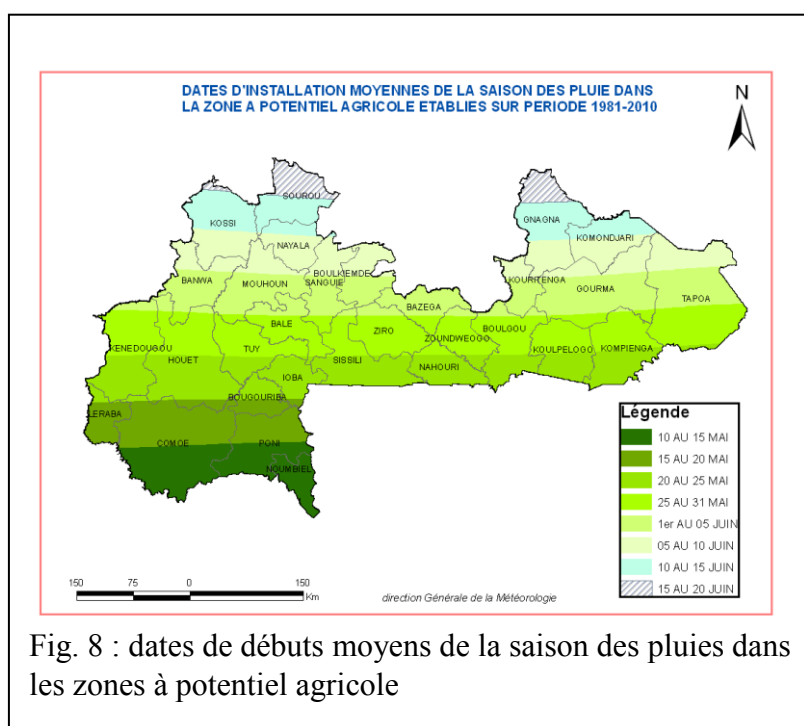 DATES D'INSTALLATION MOYENNES DE LA SAISON DES PLUIE DANS
LA ZONE A POTENTIEL AGRICOLE ETABLIES SUR PERIODE 1981-2010
N
SOUROU
KOSSI
GNAGNA
KOMONDJARI
NAYALA
BOULKIEMDE
BANWA
MOUHOUN
SANGUIE
KOURITENGA
GOURMA
TAPOA
BAZEGA
BALE
ZIRO
ZOUNDWEOGO
BOULGOU
KENEDOUGOU
HOUET
TUY
SISSILI
NAHOURI
KOULPELOGO
KOMPIENGA
IOBA
BOUGOURIBA
LERABA
COMOE
PONI
NOUMBIEL
Légende
10 AU 15 MAI
15 AU 20 MAI
20 AU 25 MAI
25 AU 31 MAI
1er AU 05 JUIN
05 AU 10 JUIN
10 AU 15 JUIN
15 AU 20 JUIN
150 75 0 150
Km
direction Générale de la Météorologie
Fig. 8 : dates de débuts moyens de la saison des pluies dans
les zones à potentiel agricole